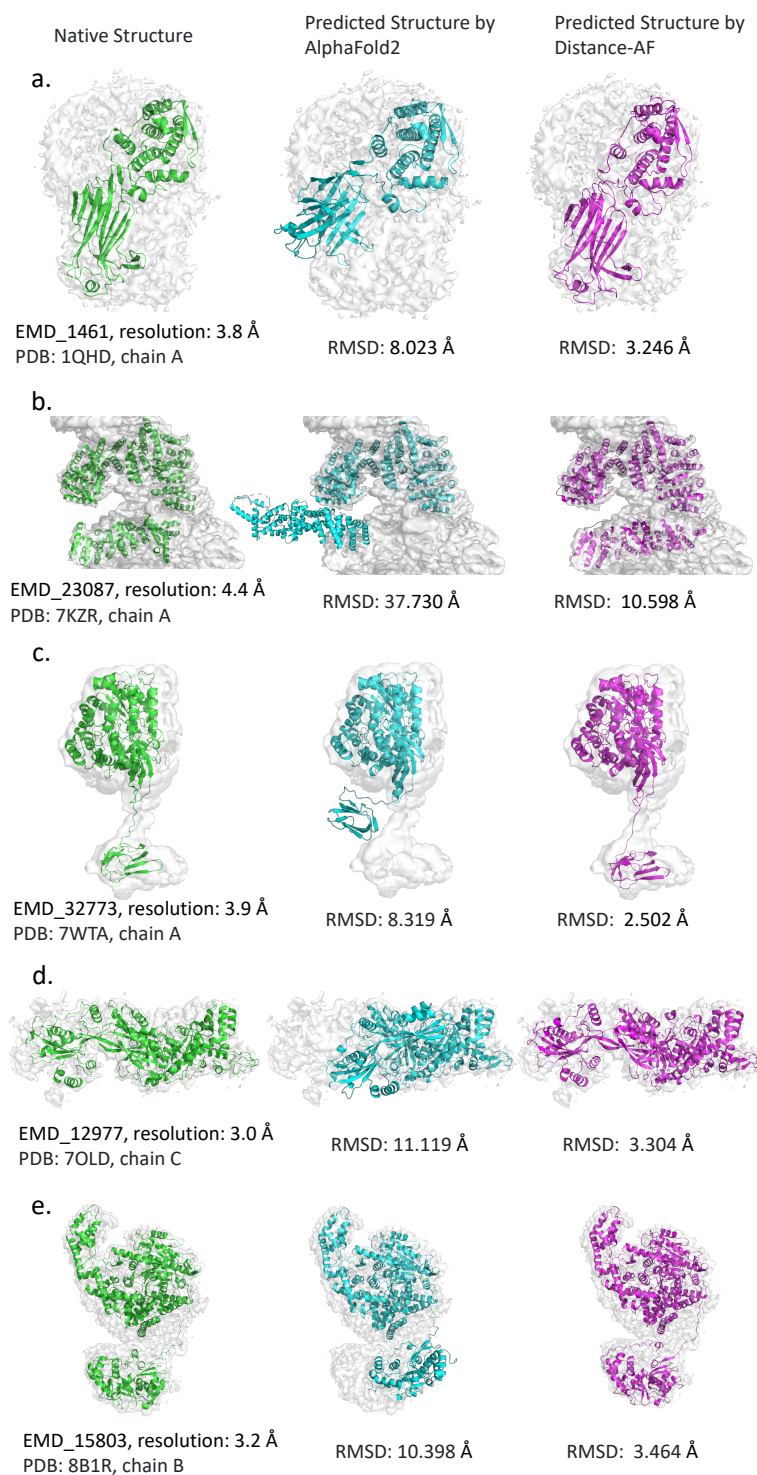 Native Structure
Predicted Structure by
AlphaFold2
Predicted Structure by
Distance-AF
a.
EMD_1461, resolution: 3.8 Å
PDB: 1QHD, chain A
RMSD: 8.023 Å
RMSD: 3.246 Å
b.
EMD_23087, resolution: 4.4 Å
PDB: 7KZR, chain A
RMSD: 37.730 Å
RMSD: 10.598 Å
c.
EMD_32773, resolution: 3.9 Å
PDB: 7WTA, chain A
RMSD: 8.319 Å
RMSD: 2.502 Å
d.
EMD_12977, resolution: 3.0 Å
PDB: 7OLD, chain C
RMSD: 11.119 Å
RMSD: 3.304 Å
e.
EMD_15803, resolution: 3.2 Å
PDB: 8B1R, chain B
RMSD: 10.398 Å
RMSD: 3.464 Å